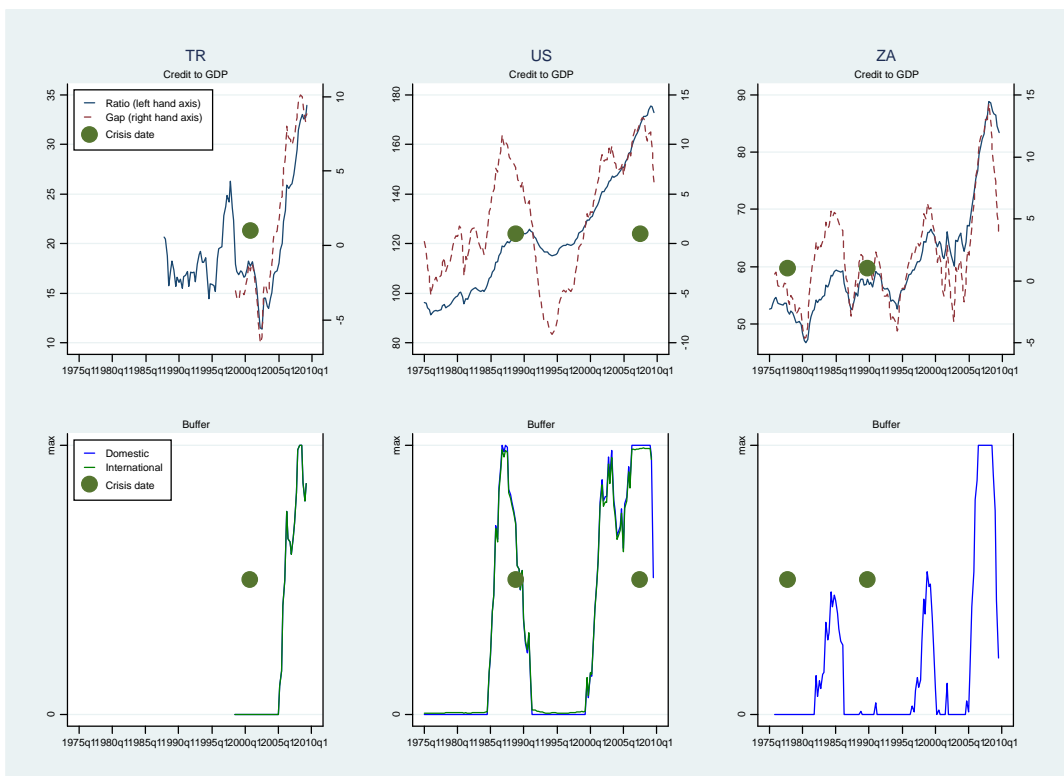 TR
Credit to GDP
35
30
25
20
15
10
10
5
0
-5
Ratio (left hand axis)
Gap (right hand axis)
Crisis date
1975q11980q11985q11990q11995q12000q12005q12010q1
US
Credit to GDP
180
160
140
120
100
80
15
10
5
0
-5
-10
1975q11980q11985q11990q11995q12000q12005q12010q1
ZA
Credit to GDP
90
80
70
60
50
15
10
5
0
-5
1975q11980q11985q11990q11995q12000q12005q12010q1
Buffer
max
0
Domestic
International
Crisis date
1975q11980q11985q11990q11995q12000q12005q12010q1
Buffer
max
0
1975q11980q11985q11990q11995q12000q12005q12010q1
Buffer
max
0
1975q11980q11985q11990q11995q12000q12005q12010q1